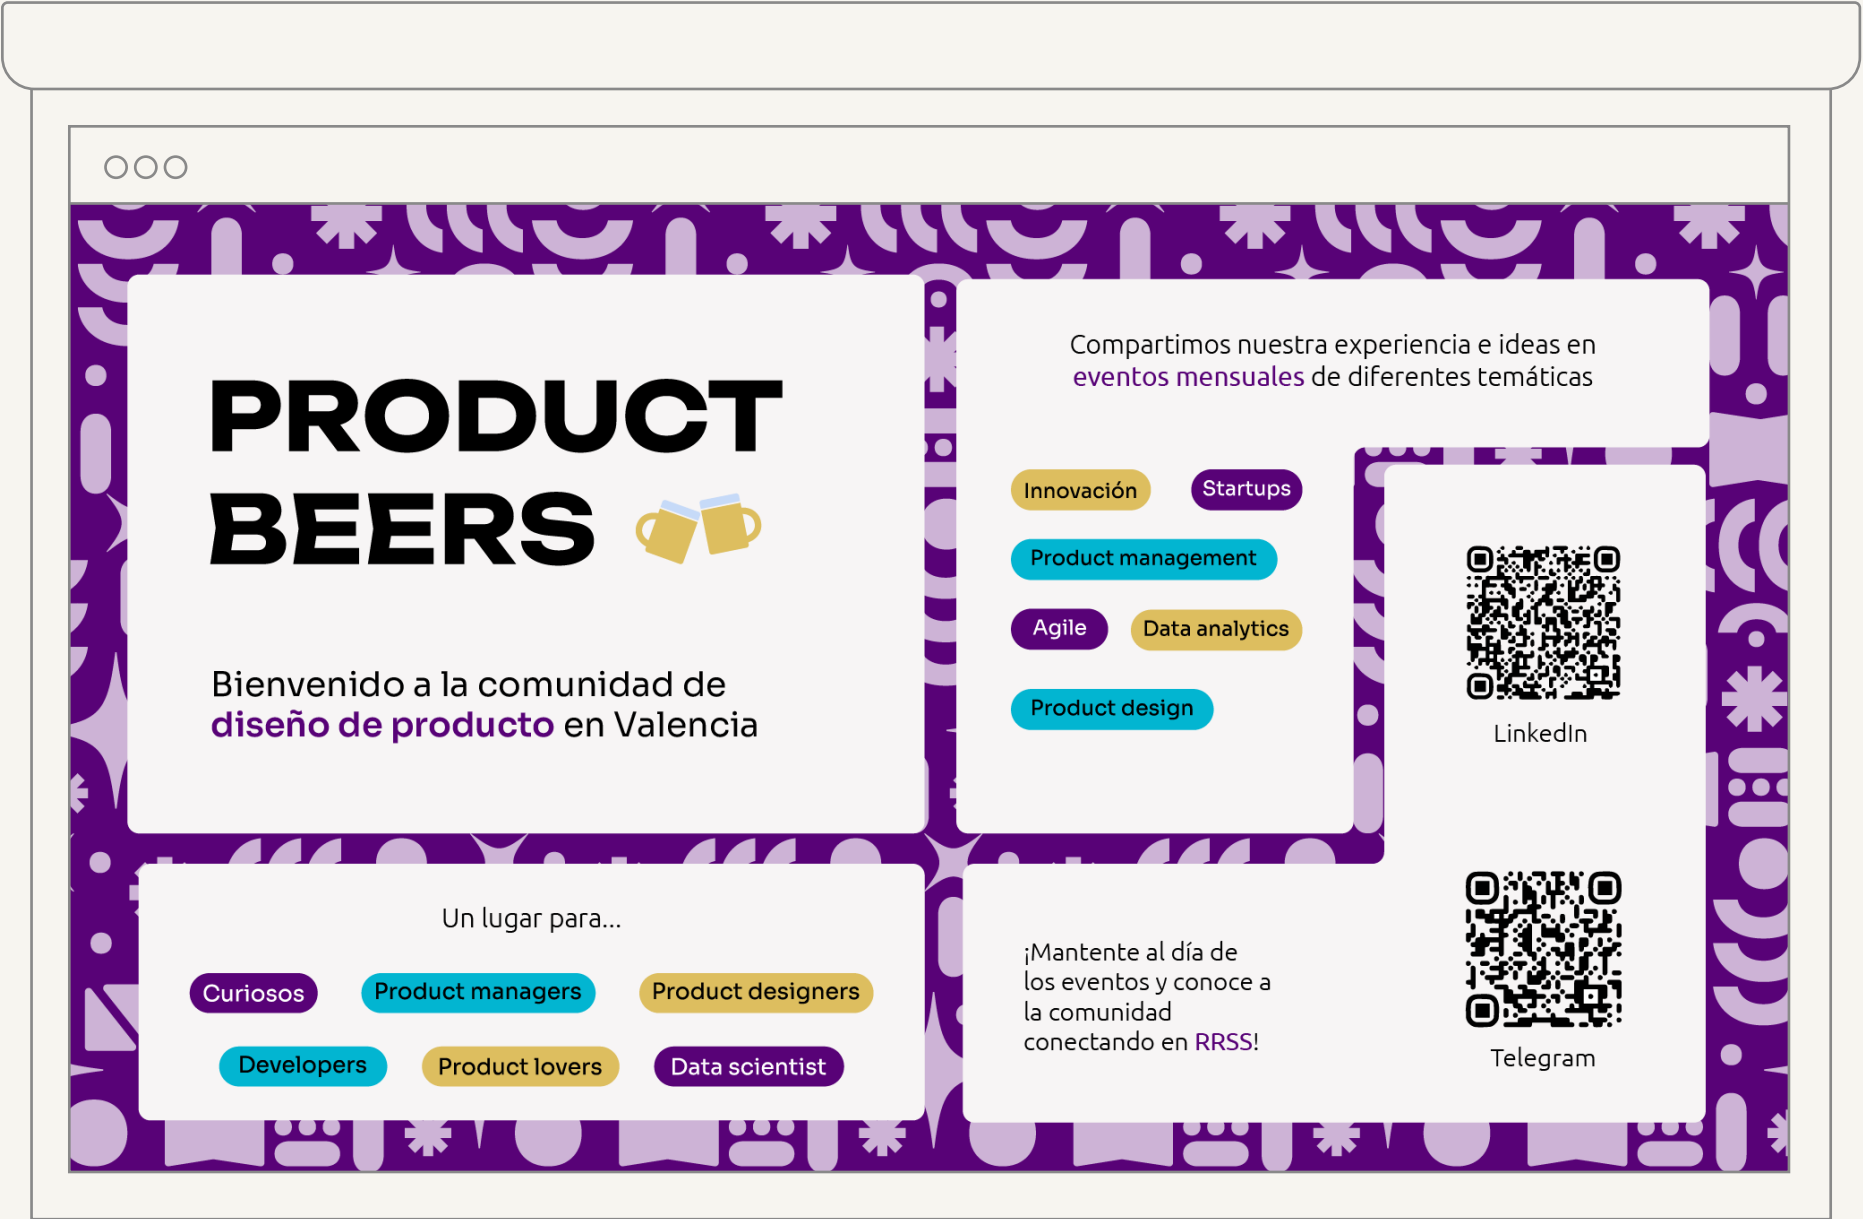 PRODUCT
BEERS
Bienvenido a la comunidad de
diseño de producto en Valencia
Compartimos nuestra experiencia e ideas en
eventos mensuales de diferentes temáticas
Innovación
Startups
Product management
Agile
Data analytics
Product design
LinkedIn
Telegram
Un lugar para...
Curiosos
Product managers
Product designers
Developers
Product lovers
Data scientist
¡Mantente al día de
los eventos y conoce a
la comunidad
conectando en RRSS!